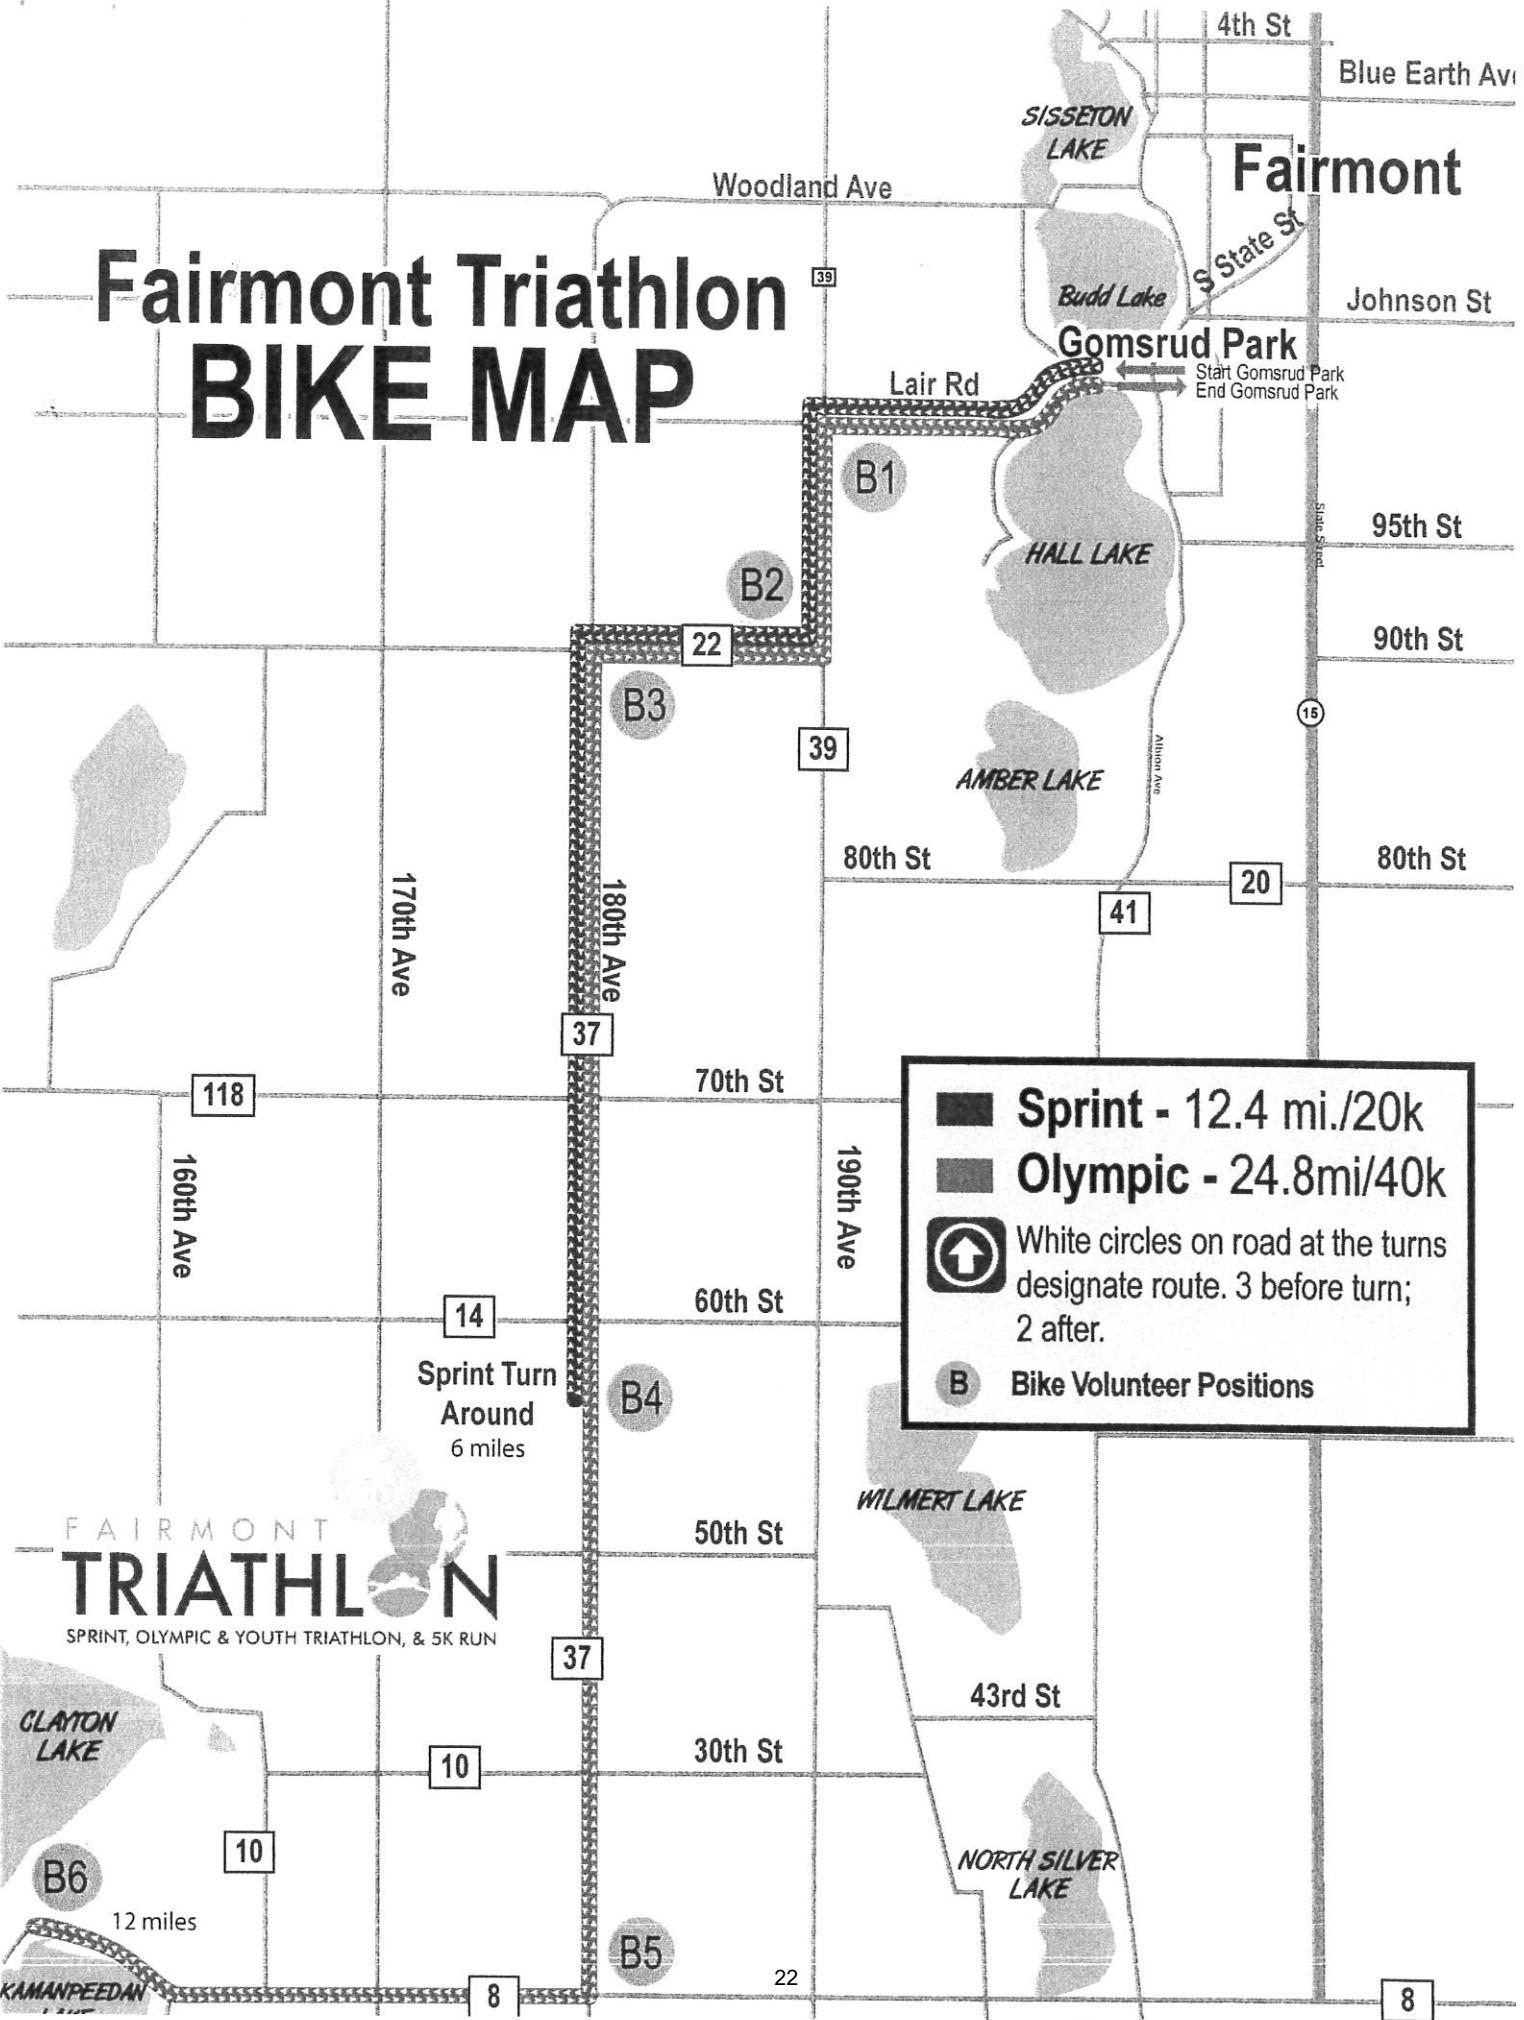 4th St
Blue Earth Av
SISSETON
LAKE
Fairmont
Woodland Ave
S State St
Fairmont Triathlon
BIKE MAP
39
Budd Lake
Johnson St
Gomsrud Park
Start Gomsrud Park
End Gomsrud Park
Lair Rd
B1
State Street
95th St
HALL LAKE
B2
22
90th St
B3
15
39
Albion Ave
AMBER LAKE
80th St
80th St
20
41
170th Ave
180th Ave
37
70th St
118
Sprint - 12.4 mi./20k
Olympic - 24.8mi/40k
White circles on road at the turns
designate route. 3 before turn;
2 after.
B Bike Volunteer Positions
160th Ave
190th Ave
14
60th St
Sprint Turn
Around
6 miles
B4
WILMERT LAKE
FAIRMONT
TRIATHLON
SPRINT, OLYMPIC & YOUTH TRIATHLON, & 5K RUN
50th St
37
43rd St
CLAYTON
LAKE
10
30th St
10
B6
12 miles
NORTH SILVER
LAKE
B5
22
KAMANPEEDAN
LAKE
8
8